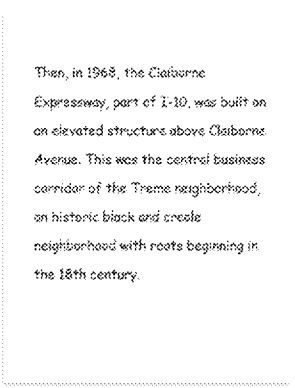 Then, in 1968, the Claiborne
Expressway, part of I-10, was built on
an elevated structure above Claiborne
Avenue. This was the central business
corridor of the Treme neighborhood,
an historic black and creole
neighborhood with roots beginning in
the 18th century.